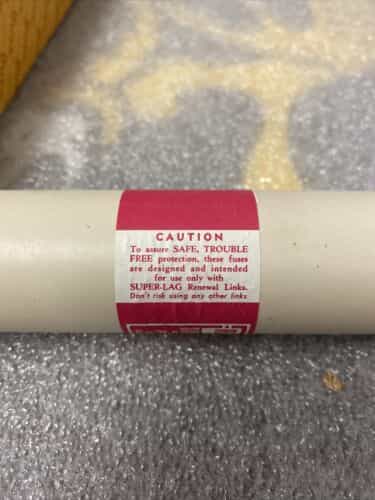 CAUTION
To assure SAFE, TROUBLE
FREE protection, these fuses
are designed and intended
for use only with
SUPER-LAG Renewal Links.
Don't risk using any other links